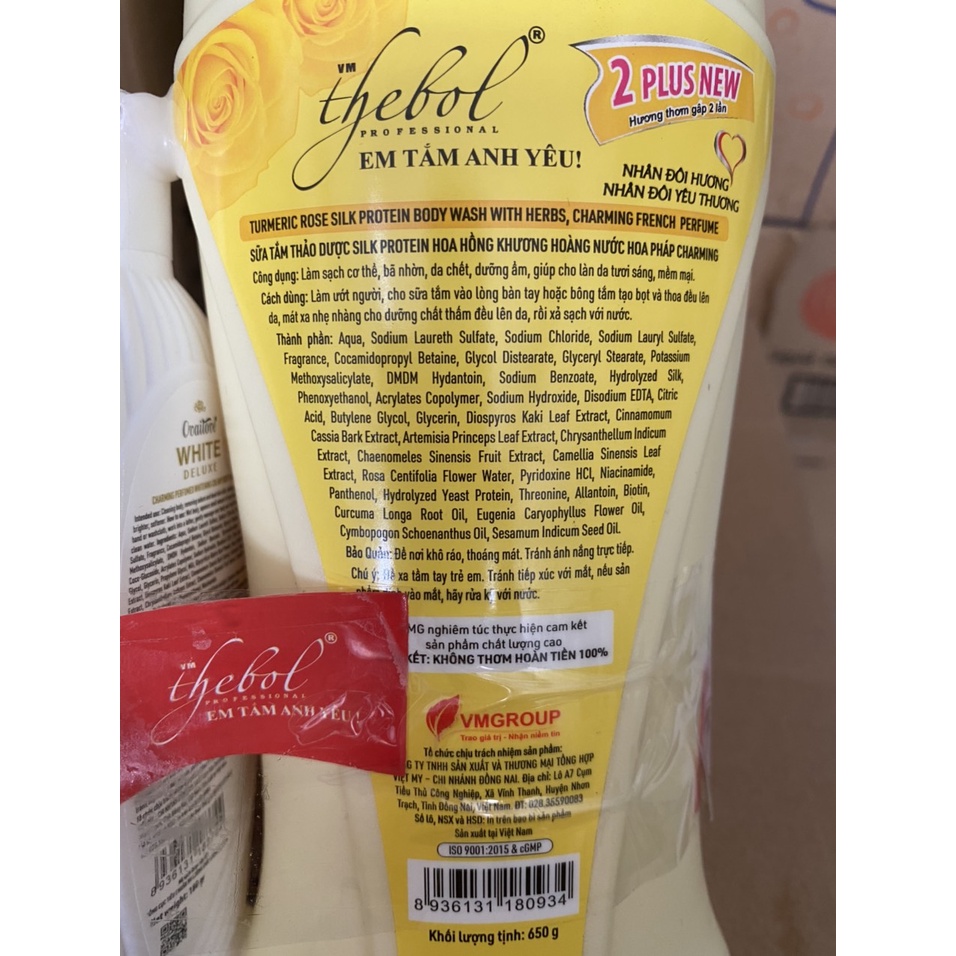 VM
thebol®
PROFESSIONAL
EM TẮM ANH YÊU!
2 PLUS NEW
Hương thơm gấp 2 lần
NHÂN ĐÔI HƯƠNG
NHÂN ĐÔI YÊU THƯƠNG
TURMERIC ROSE SILK PROTEIN BODY WASH WITH HERBS, CHARMING FRENCH PERFUME
SỮA TẮM THẢO DƯỢC SILK PROTEIN HOA HỒNG KHƯƠNG HOÀNG NƯỚC HOA PHÁP CHARMING
Công dụng: Làm sạch cơ thể, bã nhờn, da chết, dưỡng ẩm, giúp cho làn da tươi sáng, mềm mại.
Cách dùng: Làm ướt người, cho sữa tắm vào lòng bàn tay hoặc bông tắm tạo bọt và thoa đều lên
da, mát xa nhẹ nhàng cho dưỡng chất thấm đều lên da, rồi xả sạch với nước.
Thành phần: Aqua, Sodium Laureth Sulfate, Sodium Chloride, Sodium Lauryl Sulfate,
Fragrance, Cocamidopropyl Betaine, Glycol Distearate, Glyceryl Stearate, Potassium
Methoxysalicylate, DMDM Hydantoin, Sodium Benzoate, Hydrolyzed Silk,
Phenoxyethanol, Acrylates Copolymer, Sodium Hydroxide, Disodium EDTA, Citric
Acid, Butylene Glycol, Glycerin, Diospyros Kaki Leaf Extract, Cinnamomum
Cassia Bark Extract, Artemisia Princeps Leaf Extract, Chrysanthellum Indicum
Extract, Chaenomeles Sinensis Fruit Extract, Camellia Sinensis Leaf
Extract, Rosa Centifolia Flower Water, Pyridoxine HCI, Niacinamide,
Panthenol, Hydrolyzed Yeast Protein, Threonine, Allantoin, Biotin,
Curcuma Longa Root Oil, Eugenia Caryophyllus Flower Oil,
Cymbopogon Schoenanthus Oil, Sesamum Indicum Seed Oil.
Bảo Quản: Để nơi khô ráo, thoáng mát. Tránh ánh nắng trực tiếp.
Chú ý: Để xa tầm tay trẻ em. Tránh tiếp xúc với mắt, nếu sản
vào mắt, hãy rửa kỹ với nước.
MG nghiêm túc thực hiện cam kết
sản phẩm chất lượng cao
KẾT: KHÔNG THƠM HOÀN TIỀN 100%
VMGROUP
Trao giá trị - Nhận niềm tin
Tổ chức chịu trách nhiệm sản phẩm:
TNHH SẢN XUẤT VÀ THƯƠNG MẠI TỔNG HỢP
VIỆT MỸ - CHI NHÁNH ĐỒNG NAI. Địa chỉ: Lô A7 Cụm
Tiểu Thủ Công Nghiệp, Xã Vĩnh Thanh, Huyện Nhơn
Trạch, Tỉnh Đồng Nai, Việt Nam. ĐT: 028.35590083
Số lô, NSX và HSD: In trên bao bì sản phẩm
Sản xuất tại Việt Nam
ISO 9001:2015 & cGMP
8 936131 180934
Khối lượng tịnh: 650 g
VM
thebol®
PROFESSIONAL
EM TẮM ANH YÊU!
WHITE
DELUXE